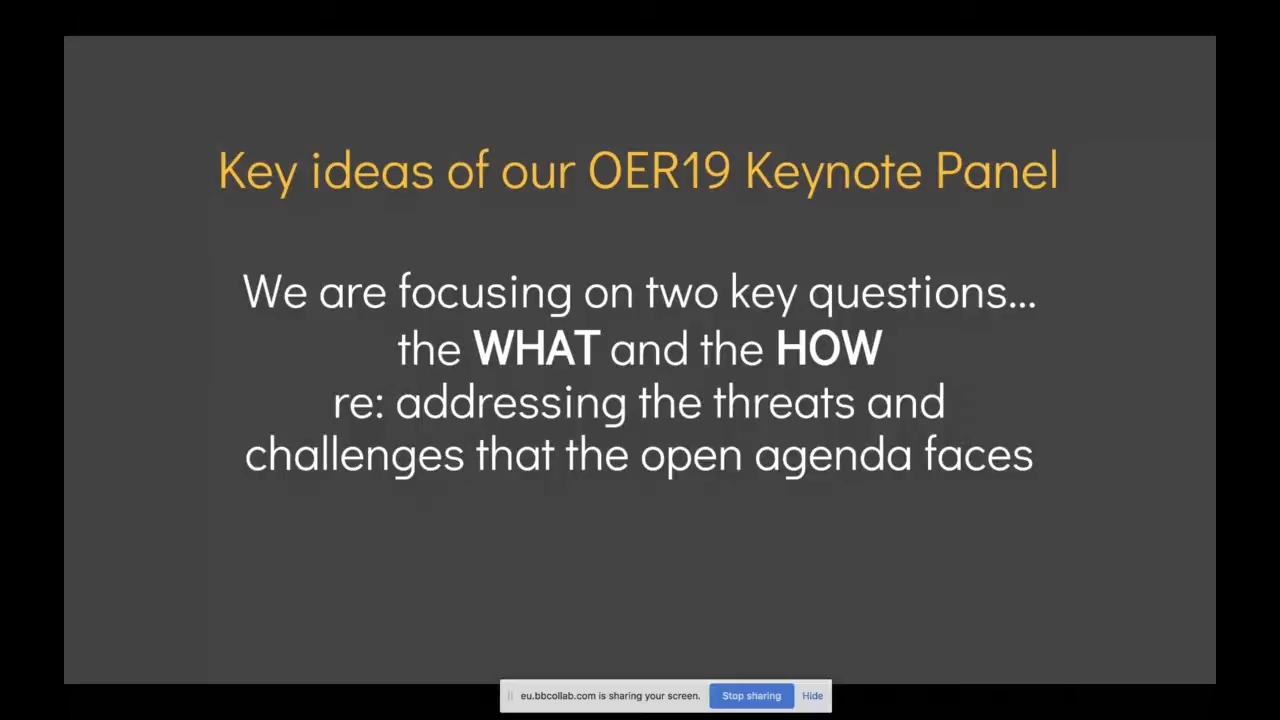 Key ideas of our OER19 Keynote Panel
We are focusing on two key questions...
the WHAT and the HOW
re: addressing the threats and
challenges that the open agenda faces
eu.bbcollab.com is sharing your screen. Stop sharing Hide